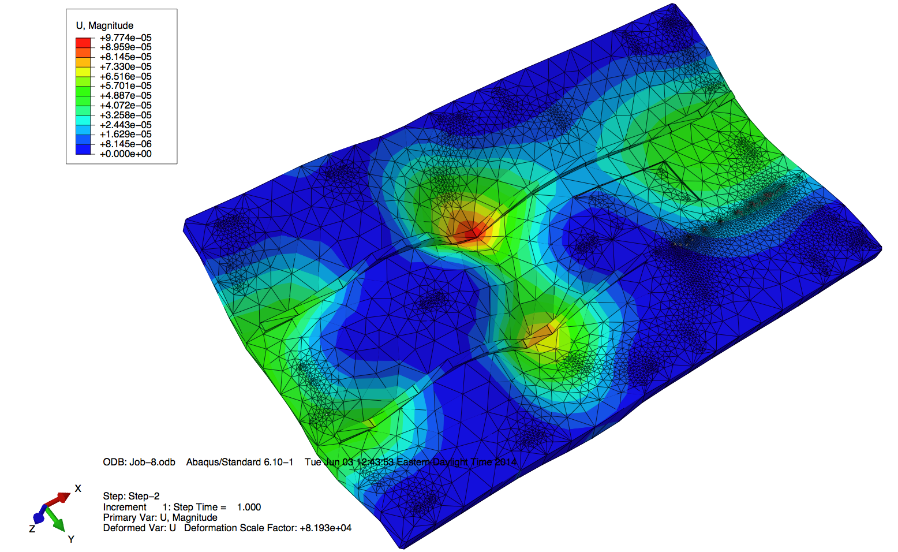 U, Magnitude
+9.774e−05
+8.959e−05
+8.145e−05
+7.330e−05
+6.516e−05
+5.701e−05
+4.887e−05
+4.072e−05
+3.258e−05
+2.443e−05
+1.629e−05
+8.145e−06
+0.000e+00
ODB: Job−8.odb Abaqus/Standard 6.10−1 Tue Jun 03 12:43:53 Eastern Daylight Time 2014
X
Step: Step−2
Increment 1: Step Time = 1.000
Z
Primary Var: U, Magnitude
Y
Deformed Var: U Deformation Scale Factor: +8.193e+04